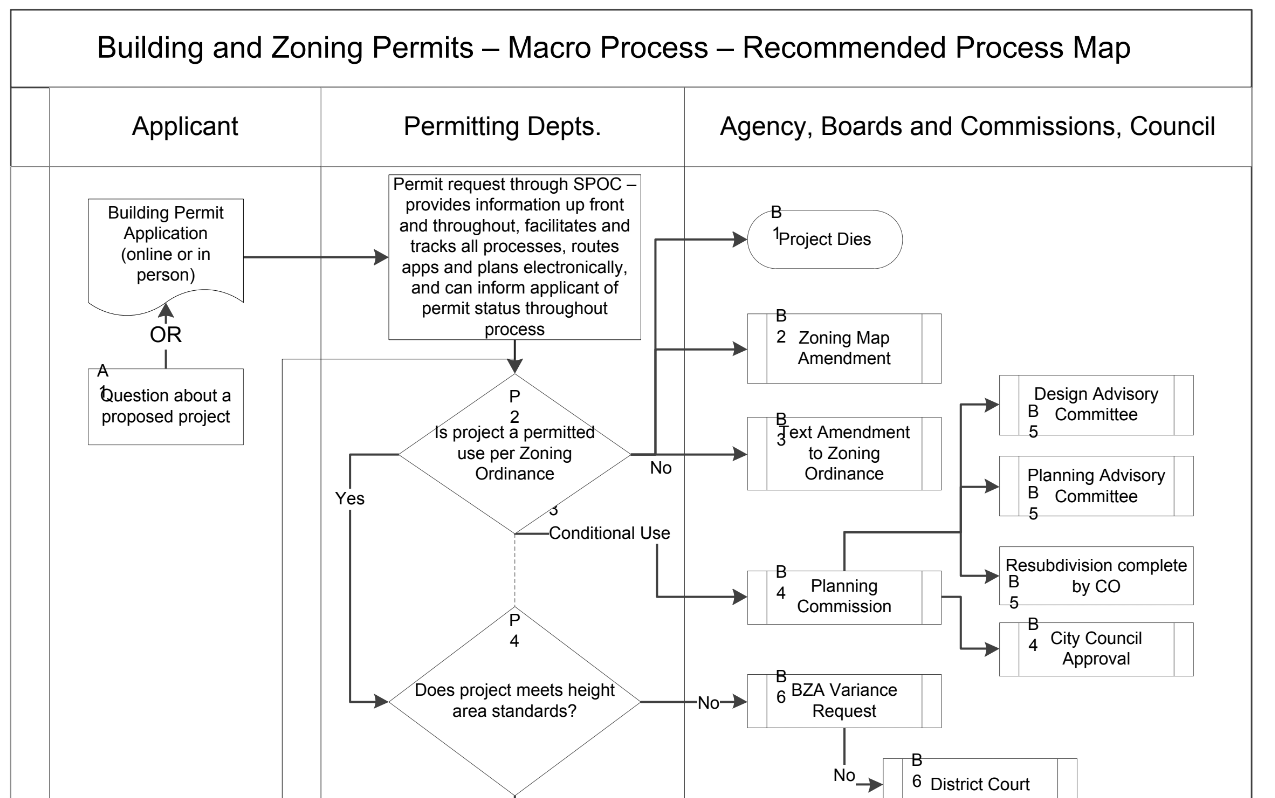 Building and Zoning Permits – Macro Process – Recommended Process Map
Applicant
Permitting Depts.
Agency, Boards and Commissions, Council
Building Permit
Application
(online or in
person)
OR
A
1
Question about a
proposed project
Permit request through SPOC –
provides information up front
and throughout, facilitates and
tracks all processes, routes
apps and plans electronically,
and can inform applicant of
permit status throughout
process
P
2
Is project a permitted
use per Zoning
Ordinance
Yes
No
3
Conditional Use
P
4
Does project meets height
area standards?
No
B
1
Project Dies
B
2
Zoning Map
Amendment
B
3
Text Amendment
to Zoning
Ordinance
B
4
Planning
Commission
Design Advisory
Committee
B
5
Planning Advisory
Committee
B
5
Resubdivision complete
by CO
B
5
B
4
City Council
Approval
B
6
BZA Variance
Request
No
B
6
District Court